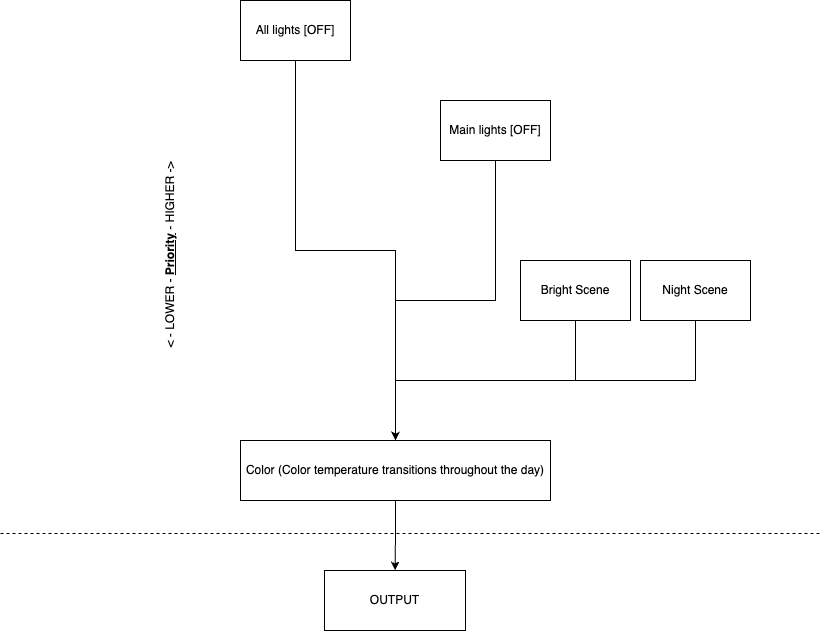 All lights [OFF]
Main lights [OFF]
<- LOWER - Priority - HIGHER ->
Bright Scene
Night Scene
Color (Color temperature transitions throughout the day)
OUTPUT